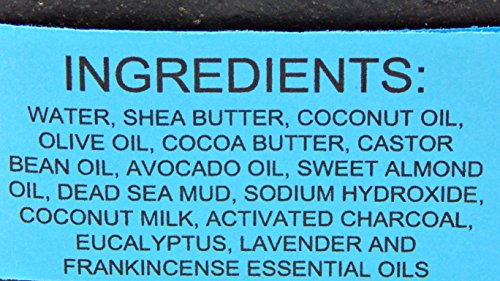 INGREDIENTS:
WATER, SHEA BUTTER, COCONUT OIL,
OLIVE OIL, COCOA BUTTER, CASTOR
BEAN OIL, AVOCADO OIL, SWEET ALMOND
OIL, DEAD SEA MUD, SODIUM HYDROXIDE,
COCONUT MILK, ACTIVATED CHARCOAL,
EUCALYPTUS, LAVENDER AND
FRANKINCENSE ESSENTIAL OILS